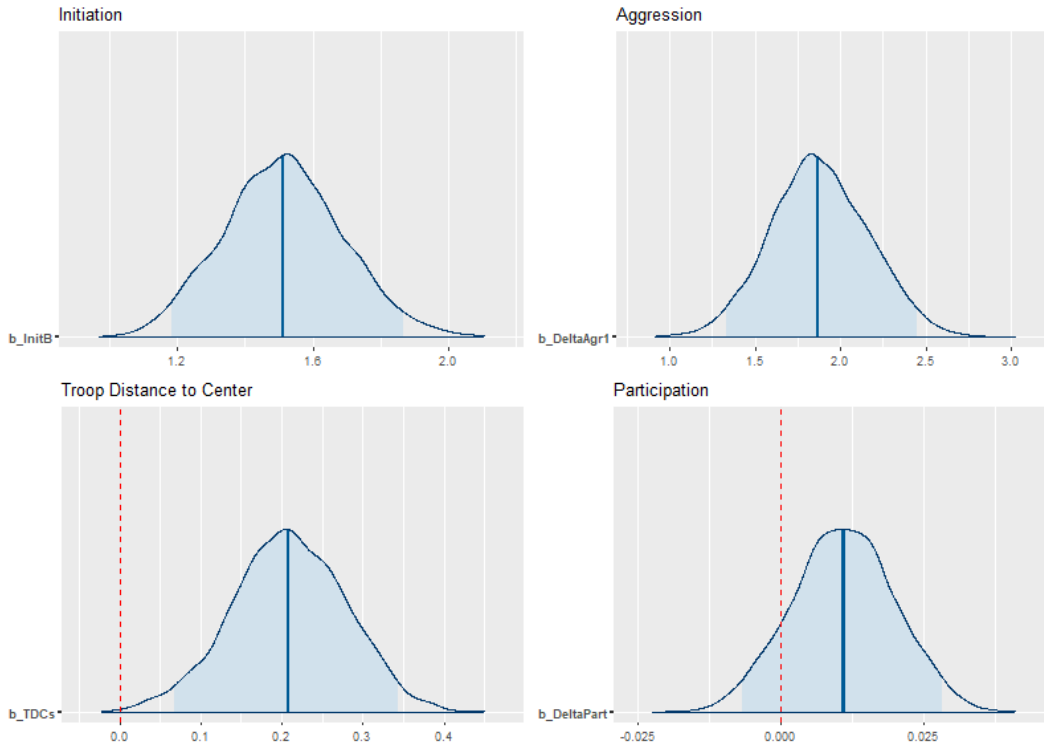 Initiation
b_InitB
1.2 1.6 2.0
Aggression
b_DeltaAgr1
1.0 1.5 2.0 2.5 3.0
Troop Distance to Center
b_TDCs
0.0 0.1 0.2 0.3 0.4
Participation
b_DeltaPart
-0.025 0.000 0.025